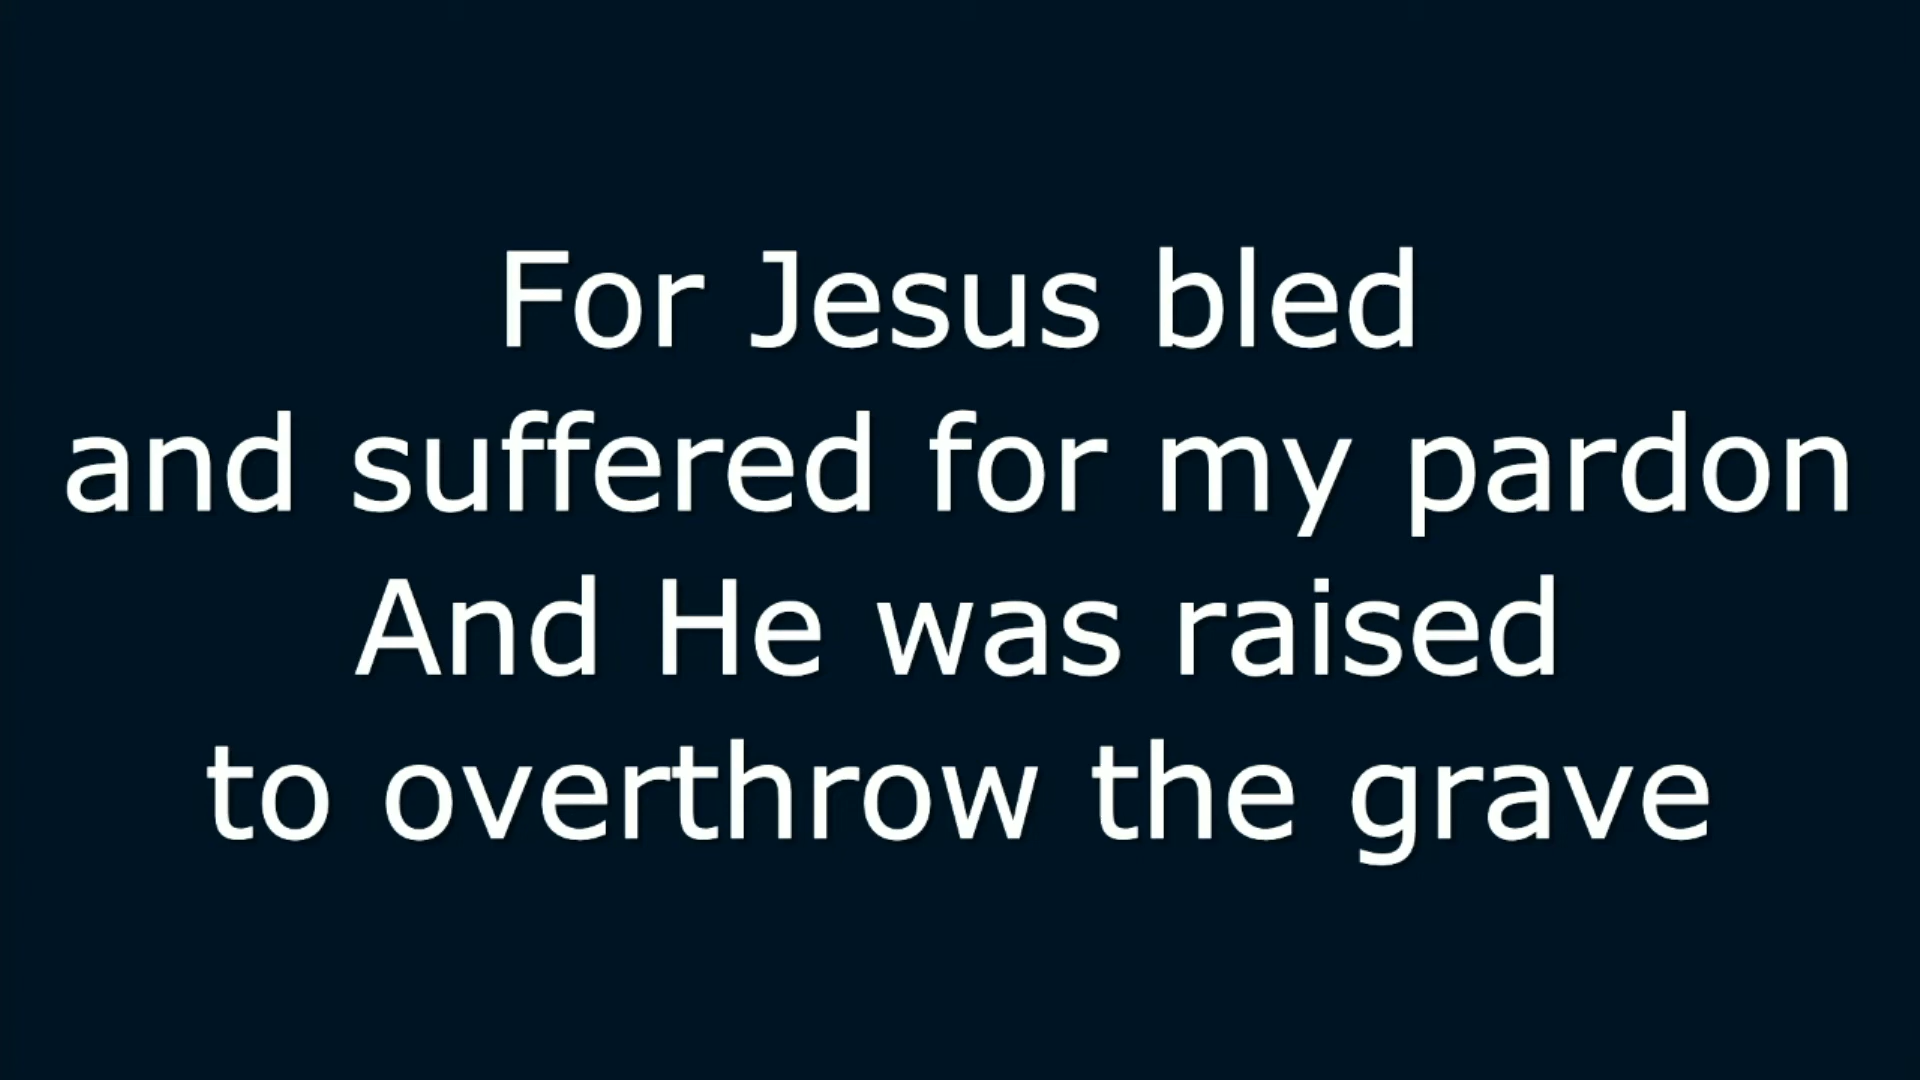 For Jesus bled
and suffered for my pardon
And He was raised
to overthrow the grave